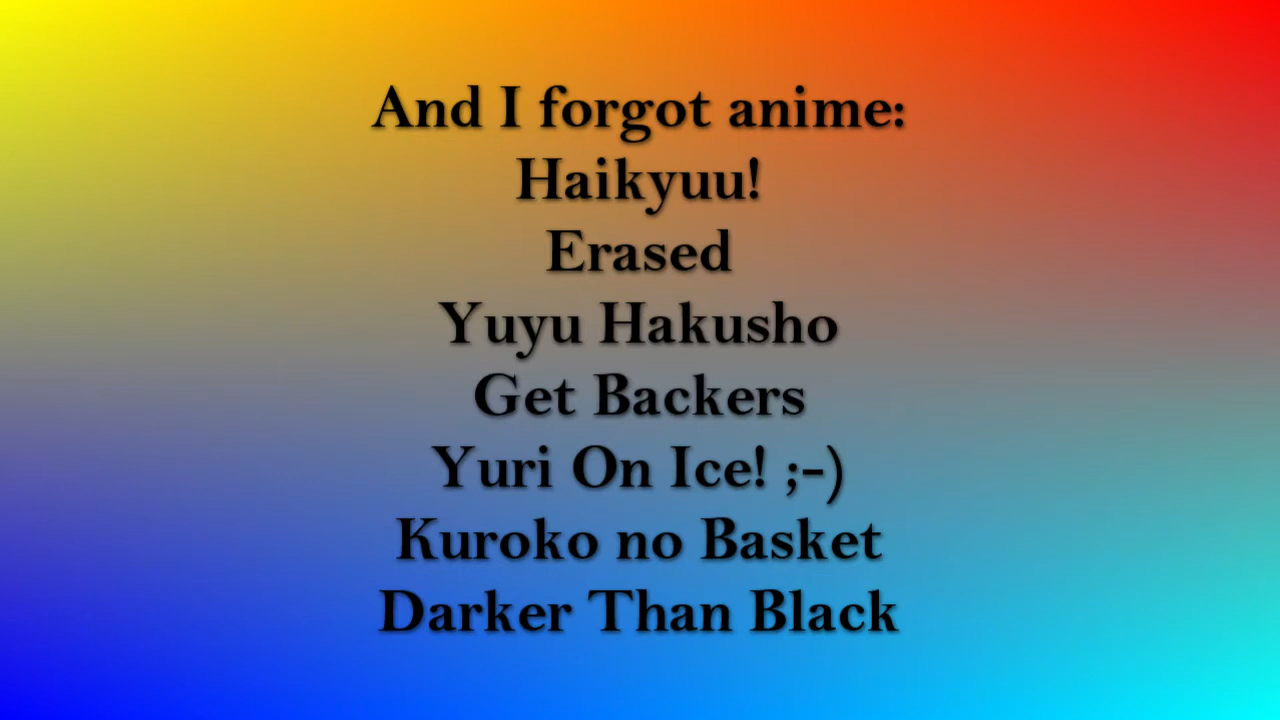 And I forgot anime:
Haikyuu!
Erased
Yuyu Hakusho
Get Backers
Yuri On Ice! ;-)
Kuroko no Basket
Darker Than Black